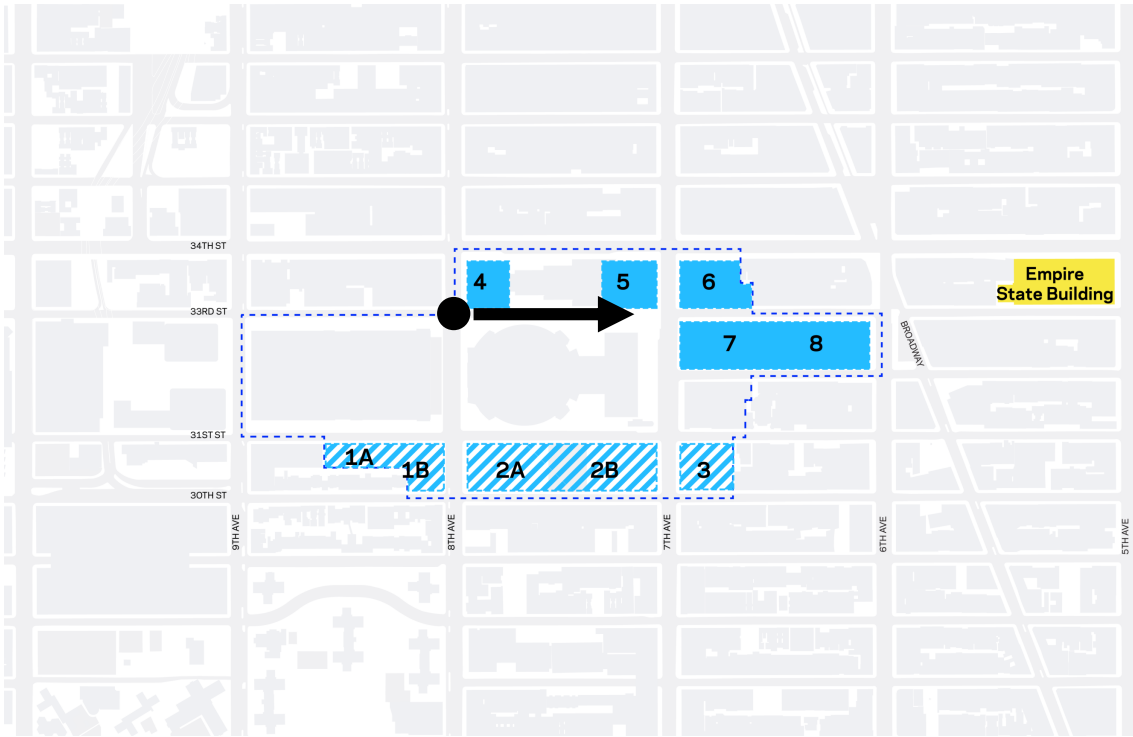 34TH ST
4
5
6
Empire
State Building
33RD ST
7
8
BROADWAY
31ST ST
1A
1B
2A
2B
3
30TH ST
9TH AVE
8TH AVE
7TH AVE
6TH AVE
5TH AVE